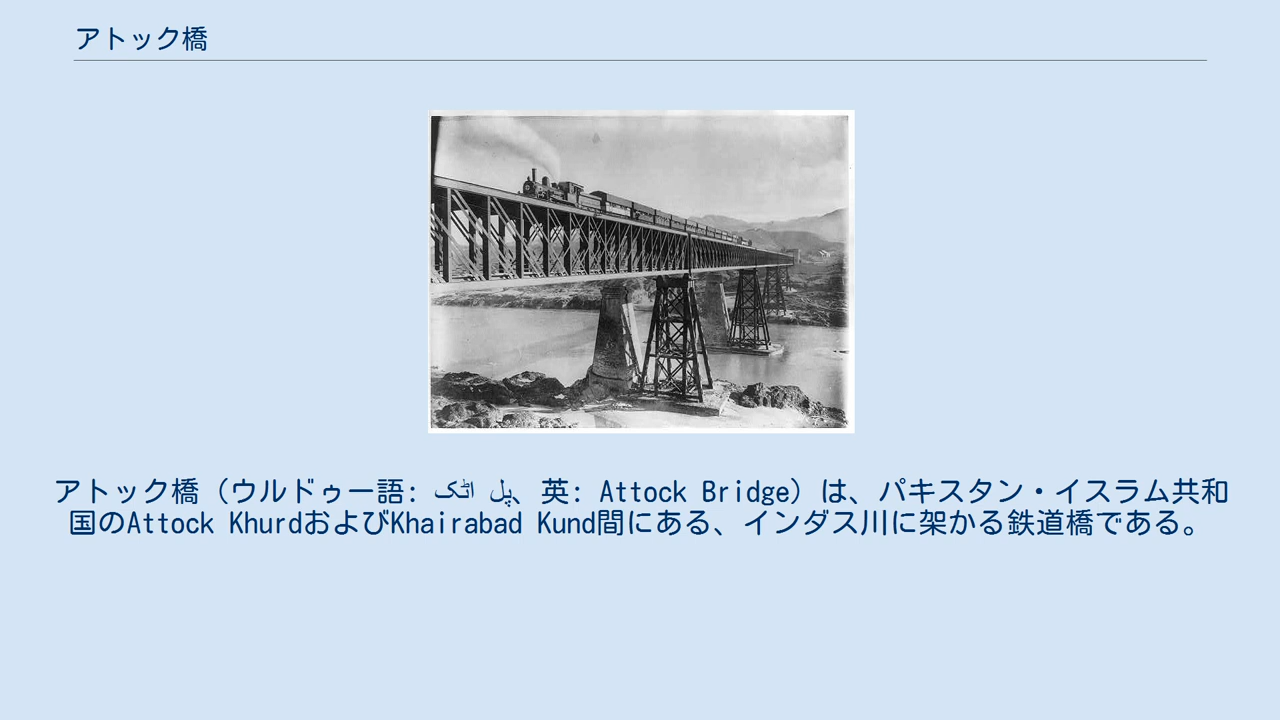 アトック橋
アトック橋（ウルドゥー語: پل اٹک、英: Attock Bridge）は、パキスタン・イスラム共和
国のAttock KhurdおよびKhairabad Kund間にある、インダス川に架かる鉄道橋である。